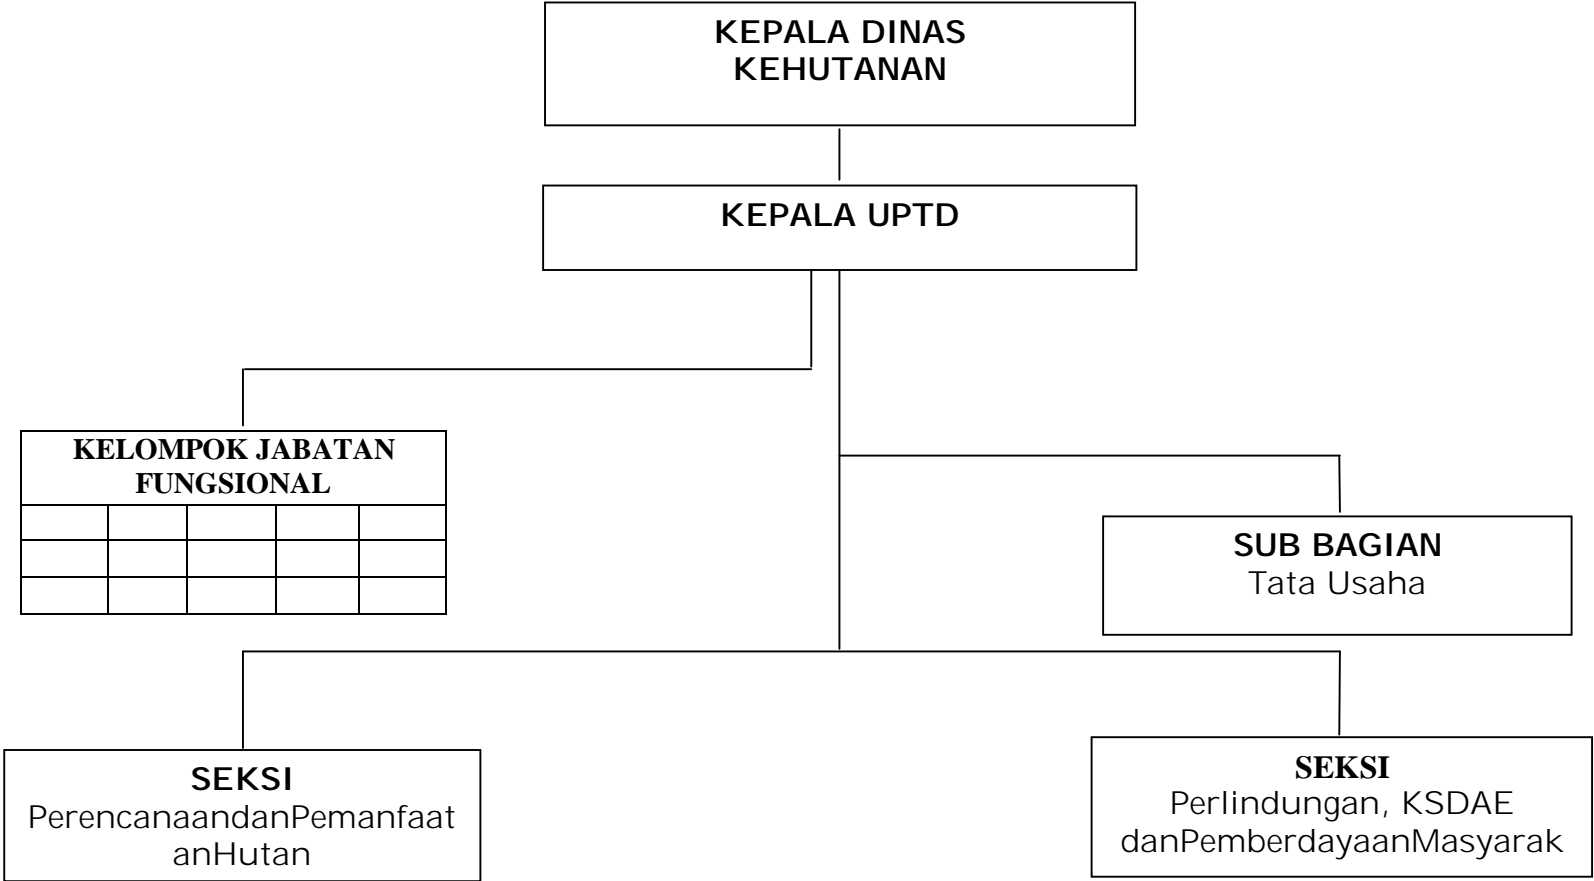 KEPALA DINAS
KEHUTANAN
KEPALA UPTD
KELOMPOK JABATAN
FUNGSIONAL
SUB BAGIAN
Tata Usaha
SEKSI
PerencanaandanPemanfaat
anHutan
SEKSI
Perlindungan, KSDAE
danPemberdayaanMasyarak